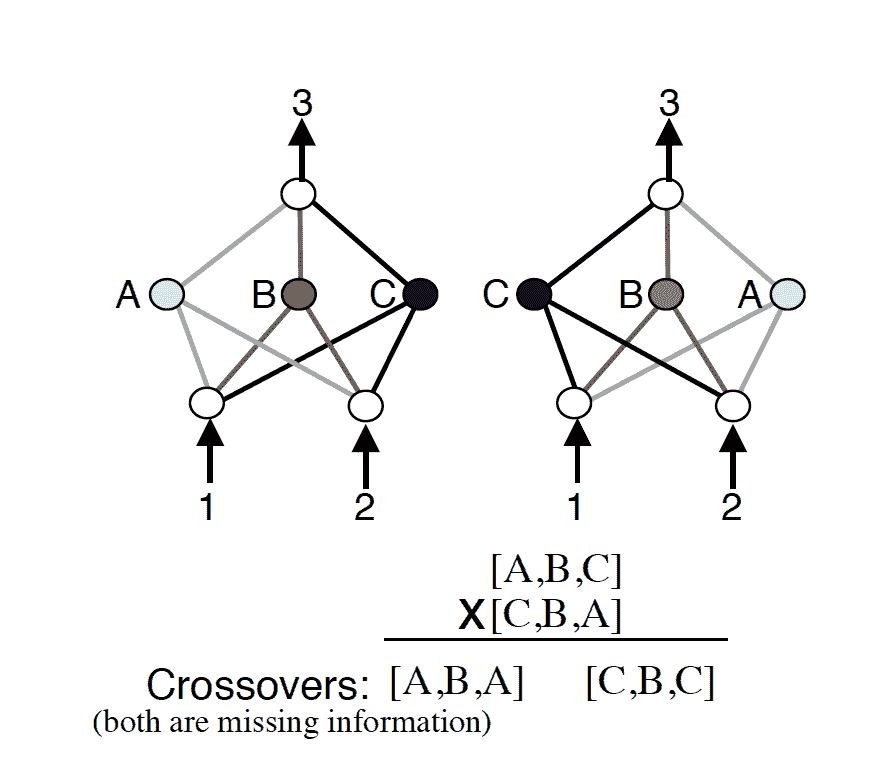 3 3
A B C C B A
1 2 1 2
[A,B,C]
X[C,B,A]
Crossovers: [A,B,A] [C,B,C]
(both are missing information)